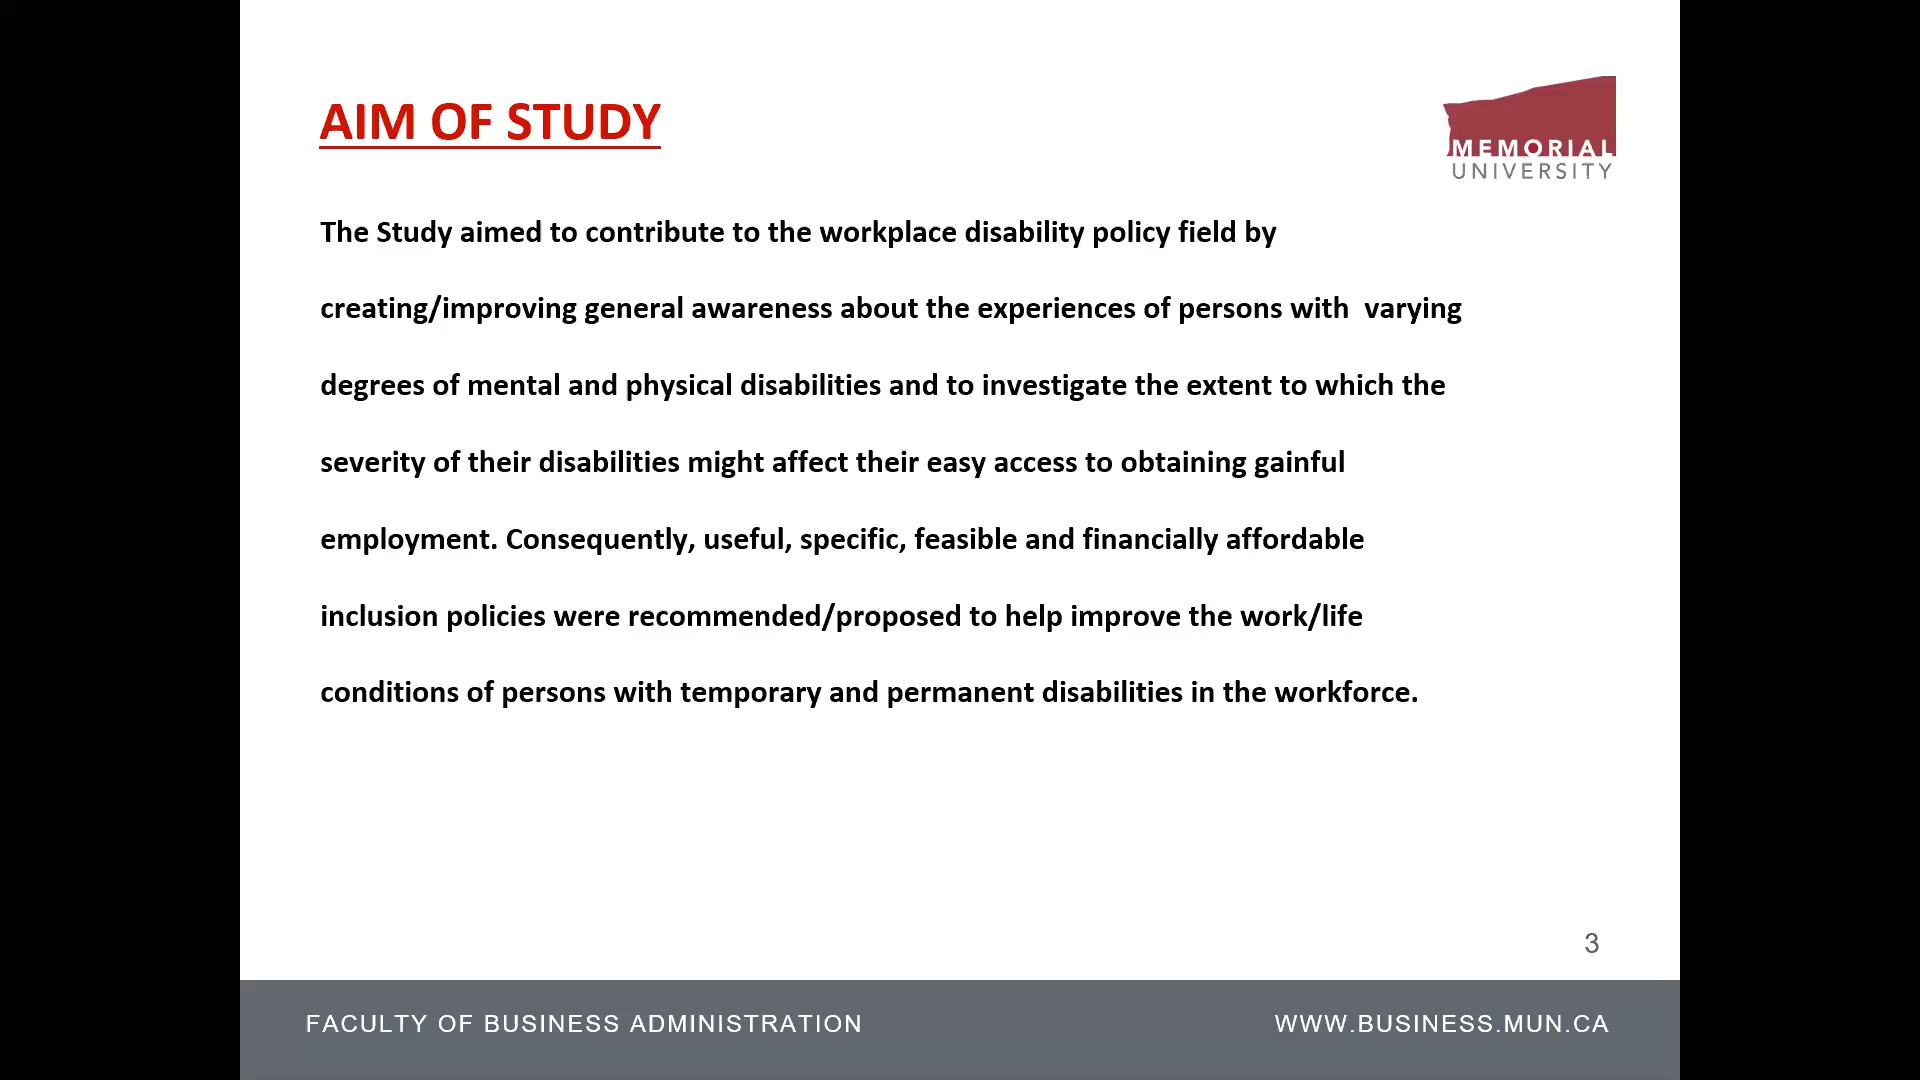 AIM OF STUDY
MEMORIAL
UNIVERSITY
The Study aimed to contribute to the workplace disability policy field by
creating/improving general awareness about the experiences of persons with  varying
degrees of mental and physical disabilities and to investigate the extent to which the
severity of their disabilities might affect their easy access to obtaining gainful
employment. Consequently, useful, specific, feasible and financially affordable
inclusion policies were recommended/proposed to help improve the work/life
conditions of persons with temporary and permanent disabilities in the workforce.
3
FACULTY OF BUSINESS ADMINISTRATION
WWW.BUSINESS.MUN.CA